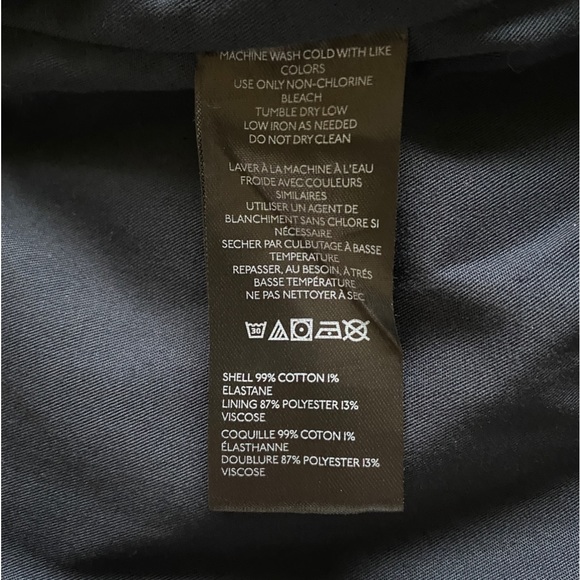 MACHINE WASH COLD WITH LIKE
COLORS
USE ONLY NON-CHLORINE
BLEACH
TUMBLE DRY LOW
LOW IRON AS NEEDED
DO NOT DRY CLEAN
LAVER À LA MACHINE À L'EAU
FROIDE AVEC COULEURS
SIMILAIRES
UTILISER UN AGENT DE
BLANCHIMENT SANS CHLORE SI
NÉCESSAIRE
SECHER PAR CULBUTAGE À BASSE
TEMPERATURE
REPASSER, AU BESOIN, À TRÉS
BASSE TEMPÉRATURE
NE PAS NETTOYER À SEC
30
SHELL 99% COTTON 1%
ELASTANE
LINING 87% POLYESTER 13%
VISCOSE
COQUILLE 99% COTON 1%
ÉLASTHANNE
DOUBLURE 87% POLYESTER 13%
VISCOSE